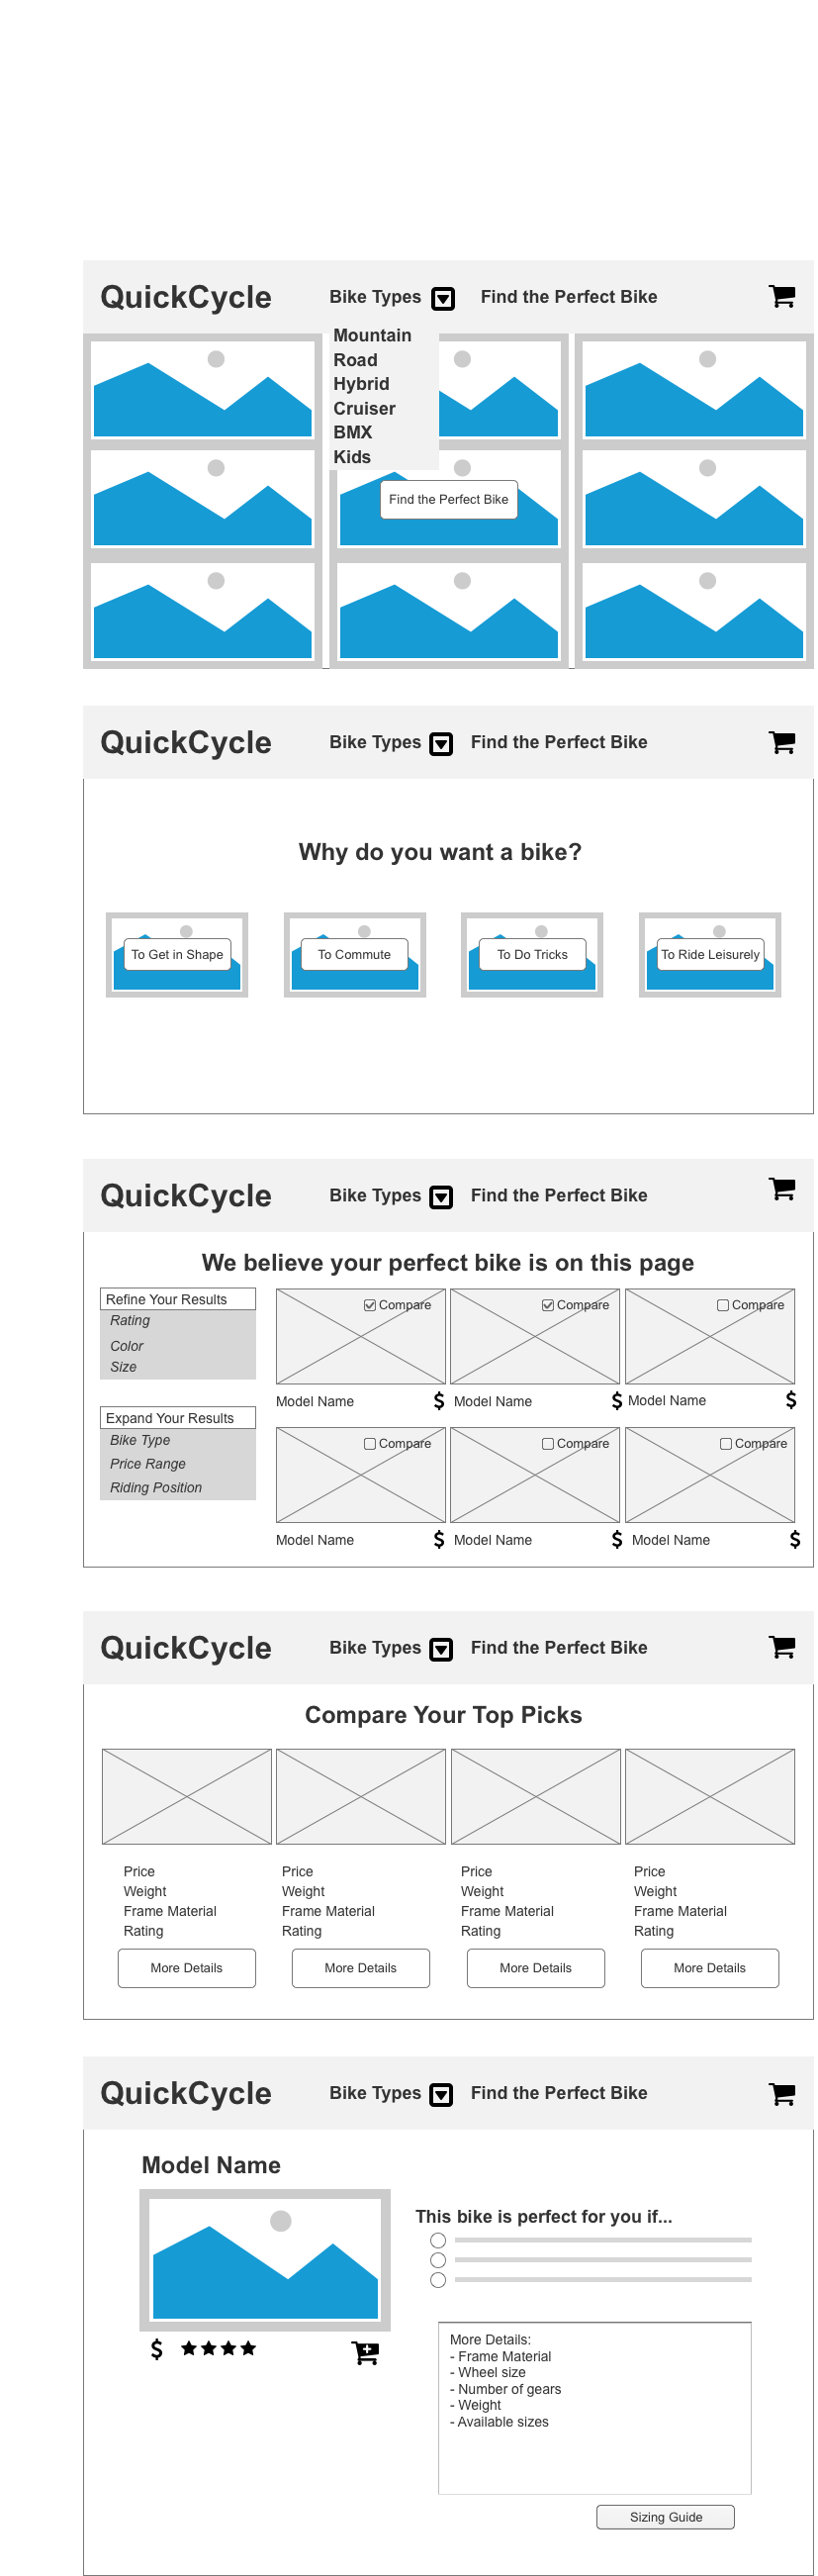 QuickCycle Bike Types Find the Perfect Bike
Mountain
Road
Hybrid
Cruiser
BMX
Kids
Find the Perfect Bike
QuickCycle Bike Types Find the Perfect Bike
Why do you want a bike?
To Get in Shape To Commute To Do Tricks To Ride Leisurely
QuickCycle Bike Types Find the Perfect Bike
We believe your perfect bike is on this page
Refine Your Results
Rating
Color
Size
Expand Your Results
Bike Type
Price Range
Riding Position
Compare Compare Compare
Model Name $ Model Name $ Model Name $
Compare Compare Compare
Model Name $ Model Name $ Model Name $
QuickCycle Bike Types Find the Perfect Bike
Compare Your Top Picks
Price Price Price Price
Weight Weight Weight Weight
Frame Material Frame Material Frame Material Frame Material
Rating Rating Rating Rating
More Details More Details More Details More Details
QuickCycle Bike Types Find the Perfect Bike
Model Name
$
This bike is perfect for you if...
More Details:
- Frame Material
- Wheel size
- Number of gears
- Weight
- Available sizes
Sizing Guide